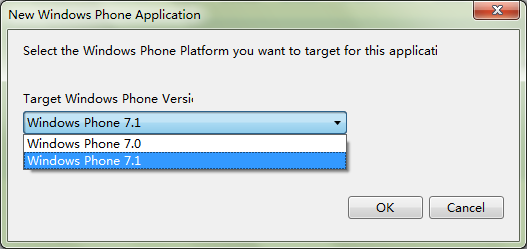 New Windows Phone Application
Select the Windows Phone Platform you want to target for this applicati
Target Windows Phone Versic
Windows Phone 7.1
Windows Phone 7.0
Windows Phone 7.1
OK
Cancel